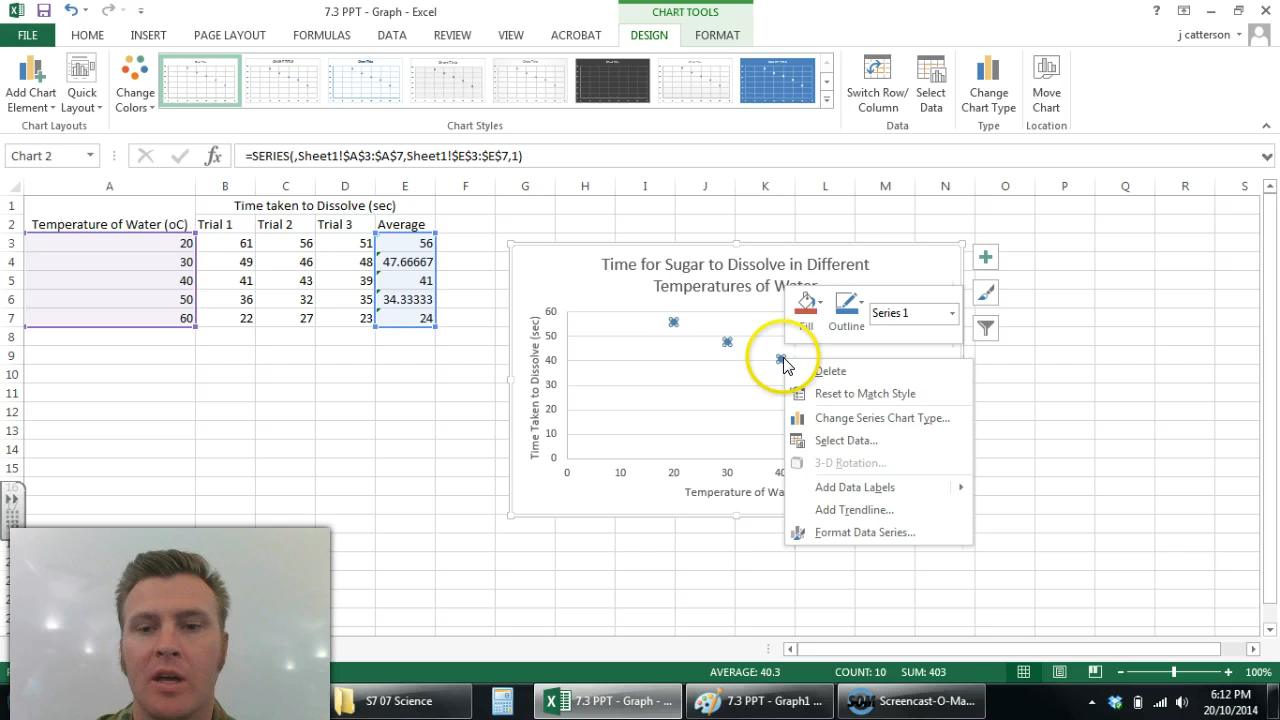 7.3 PPT - Graph - Excel
CHART TOOLS
?
FILE HOME INSERT PAGE LAYOUT FORMULAS DATA REVIEW VIEW ACROBAT DESIGN FORMAT
j catterson
Add Chart Element
Quick Layout
Change Colors
Switch Row/Column
Select Data
Change Chart Type
Move Chart
Chart Layouts Chart Styles Data Type Location
Chart 2 fx =SERIES(,Sheet1!$A$3:$A$7,Sheet1!$E$3:$E$7,1)
A B C D E F G H I J K L M N O P Q R S
1 Time taken to Dissolve (sec)
2 Temperature of Water (oC) Trial 1 Trial 2 Trial 3 Average
3 20 61 56 51 56
4 30 49 46 48 47.66667
5 40 41 43 39 41
6 50 36 32 35 34.33333
7 60 22 27 23 24
8
9
10
11
12
13
14
15
16
Time for Sugar to Dissolve in Different
Temperatures of Water
Time Taken to Dissolve (sec)
60
50
40
30
20
10
0
0 10 20 30 40
Temperature of Wa
Fill Outline Series 1
Delete
Reset to Match Style
Change Series Chart Type...
Select Data...
3-D Rotation...
Add Data Labels
Add Trendline...
Format Data Series...
AVERAGE: 40.3 COUNT: 10 SUM: 403 100%
S7 07 Science
7.3 PPT - Graph - ...
7.3 PPT - Graph1 ...
Screencast-O-Ma...
6:12 PM
20/10/2014